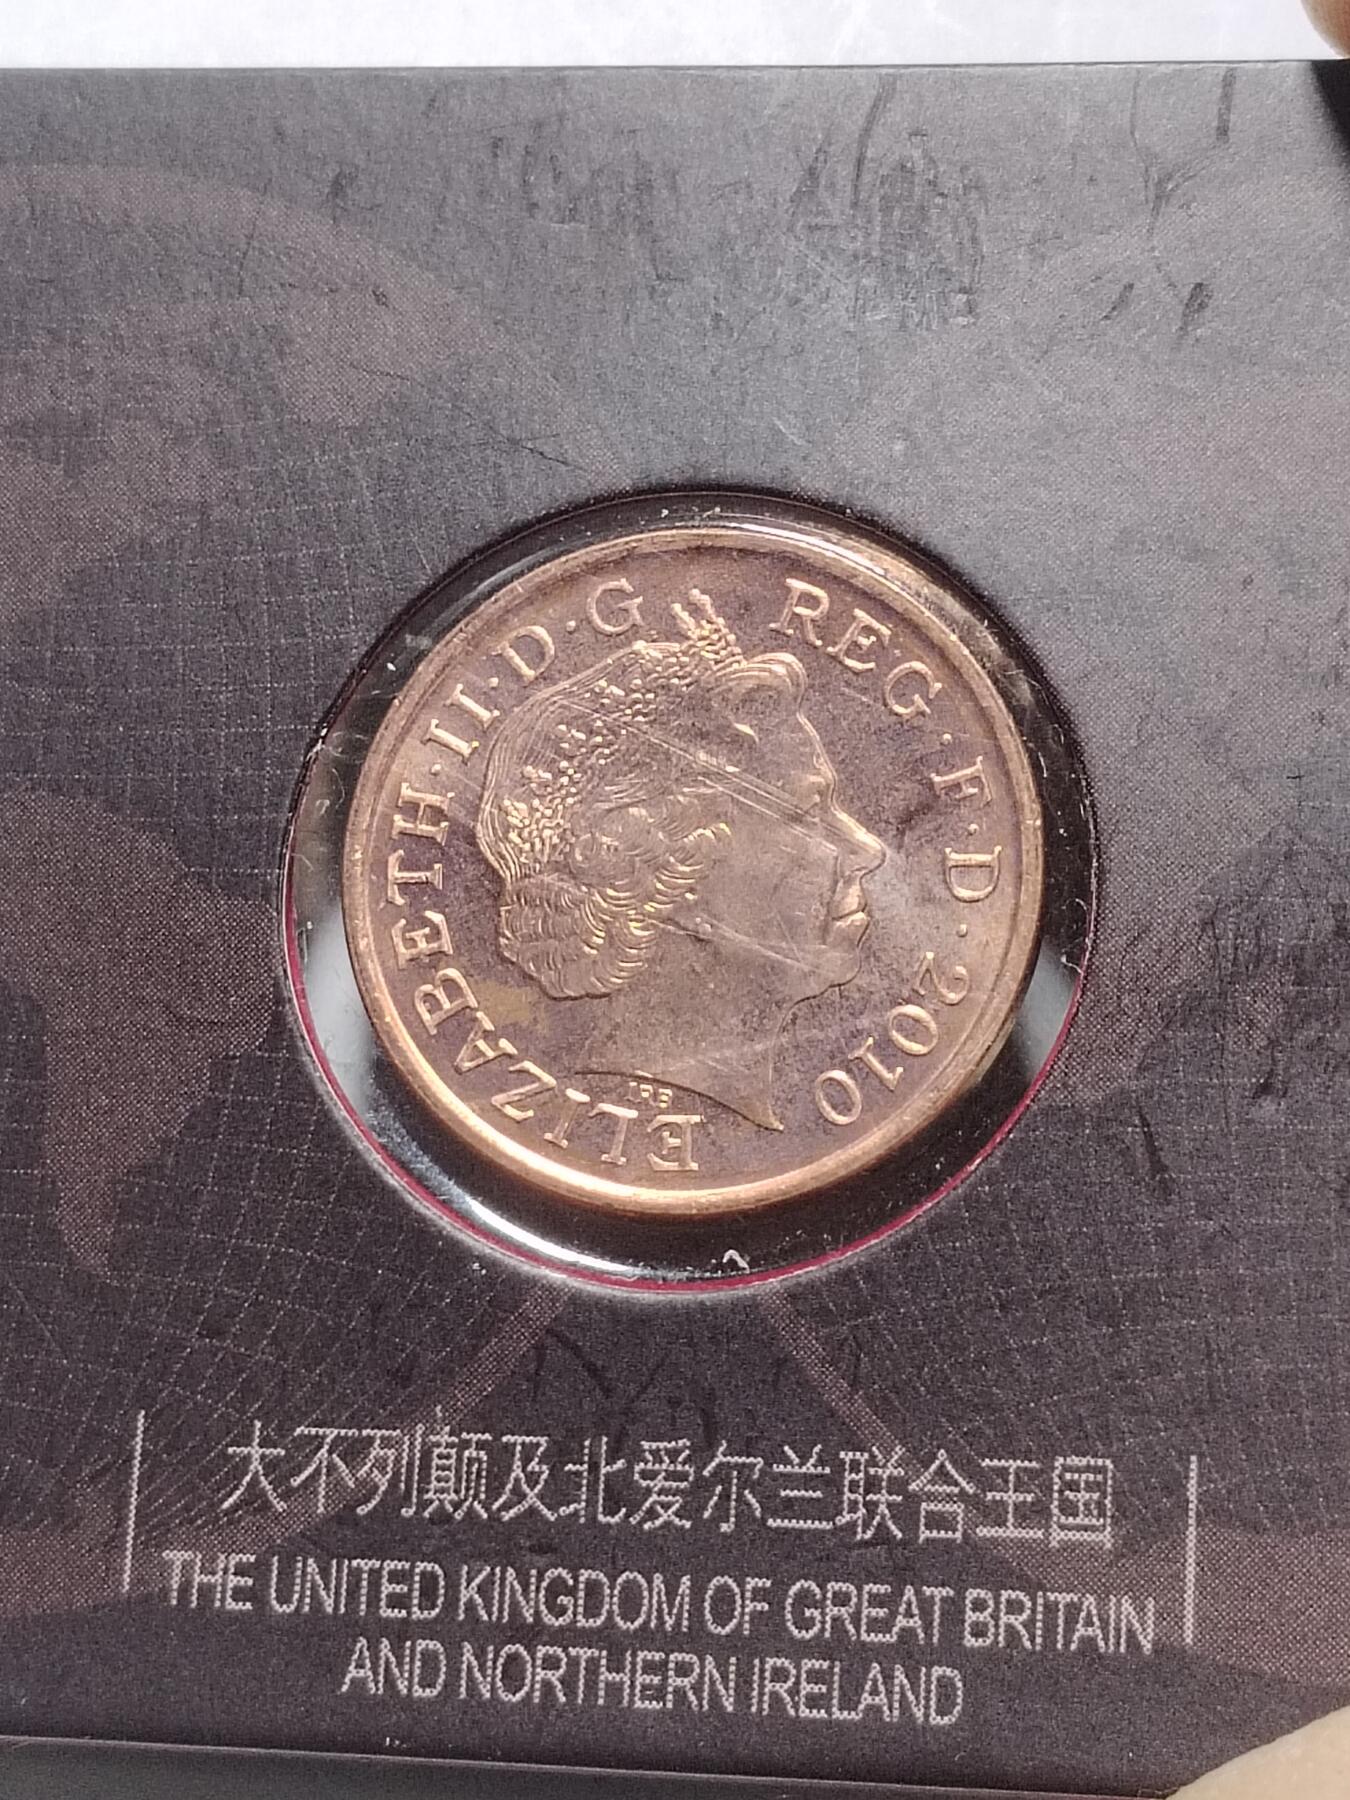 ELIZABETH·II·D·G REG·F·D·2010
IRB
大不列颠及北爱尔兰联合王国
THE UNITED KINGDOM OF GREAT BRITAIN
AND NORTHERN IRELAND